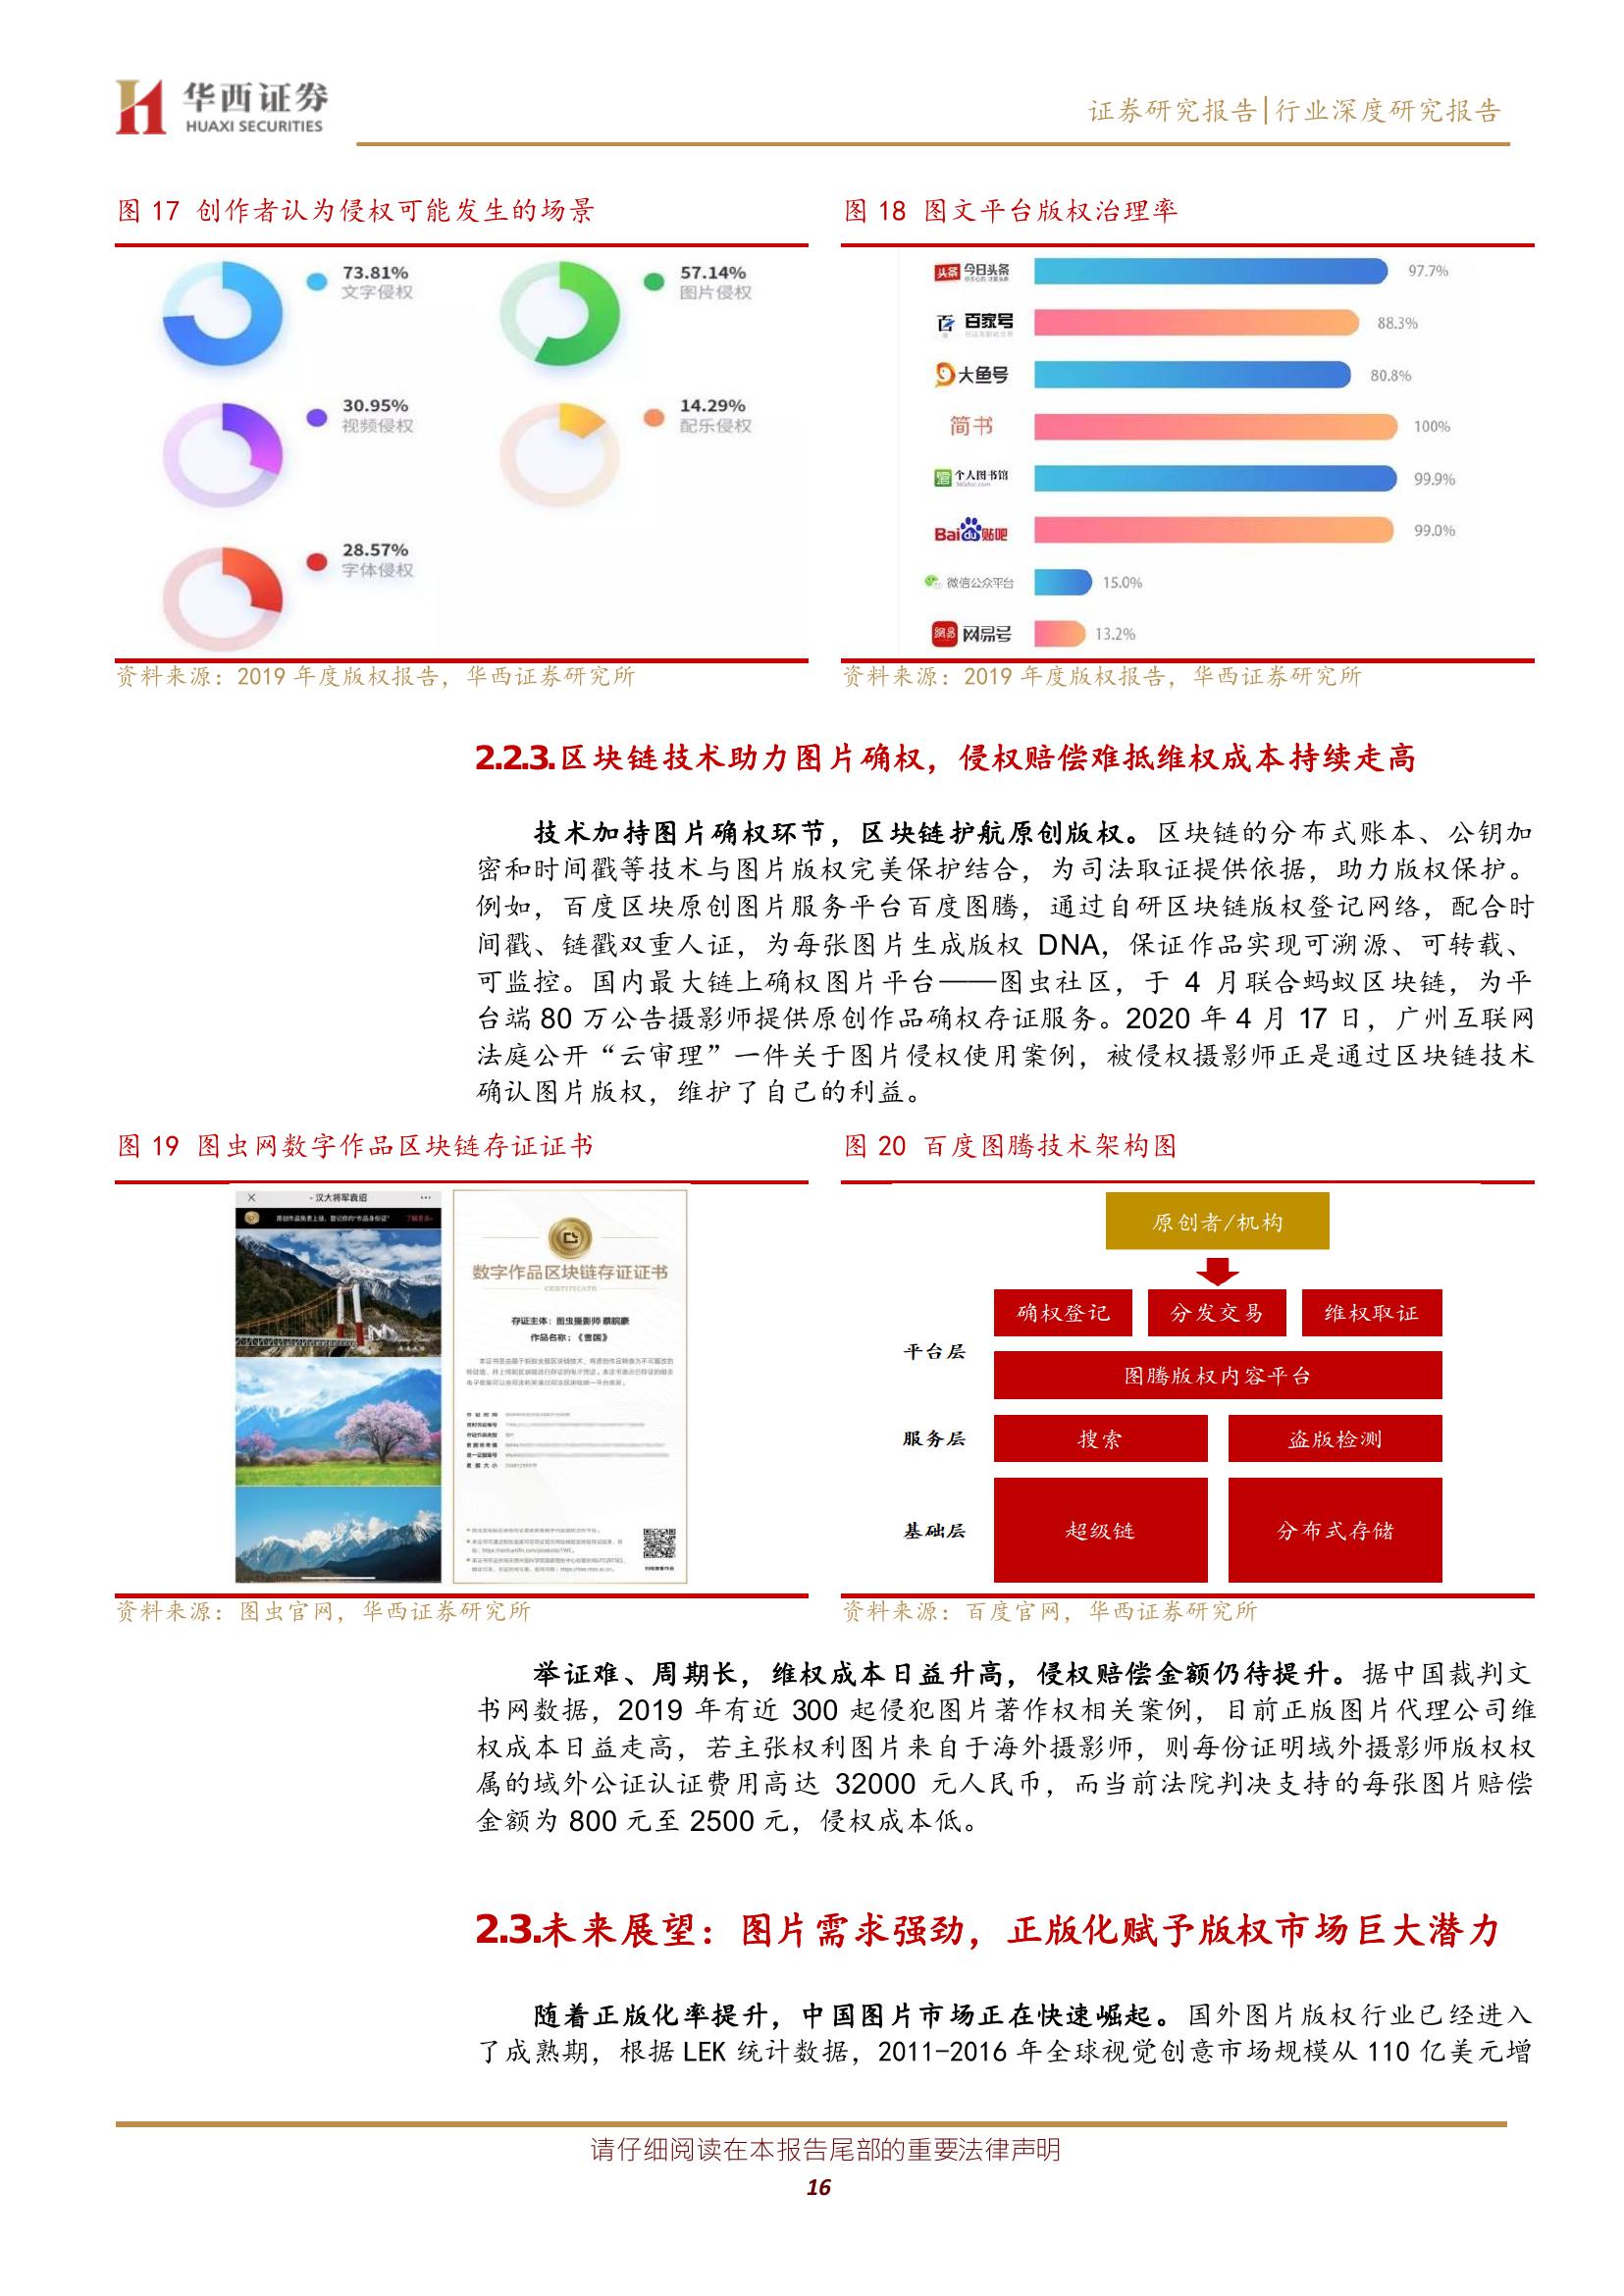 华西证券
HUAXI SECURITIES
证券研究报告|行业深度研究报告
图 17 创作者认为侵权可能发生的场景
73.81%
文字侵权
57.14%
图片侵权
30.95%
视频侵权
14.29%
配乐侵权
28.57%
字体侵权
资料来源：2019 年度版权报告，华西证券研究所
图 18 图文平台版权治理率
头条 今日头条
97.7%
百家号
88.3%
大鱼号
80.8%
简书
100%
个人图书馆
99.9%
Bai du 贴吧
99.0%
微信公众平台
15.0%
網易 网易号
13.2%
资料来源：2019 年度版权报告，华西证券研究所
2.2.3.区块链技术助力图片确权，侵权赔偿难抵维权成本持续走高
技术加持图片确权环节，区块链护航原创版权。区块链的分布式账本、公钥加
密和时间戳等技术与图片版权完美保护结合，为司法取证提供依据，助力版权保护。
例如，百度区块原创图片服务平台百度图腾，通过自研区块链版权登记网络，配合时
间戳、链戳双重人证，为每张图片生成版权 DNA，保证作品实现可溯源、可转载、
可监控。国内最大链上确权图片平台——图虫社区，于 4 月联合蚂蚁区块链，为平
台端 80 万公告摄影师提供原创作品确权存证服务。2020 年 4 月 17 日，广州互联网
法庭公开“云审理”一件关于图片侵权使用案例，被侵权摄影师正是通过区块链技术
确认图片版权，维护了自己的利益。
图 19 图虫网数字作品区块链存证证书
汉大将军袁绍
数字作品区块链存证证书
CERTIFICATE
作品名称：《雪国》
资料来源：图虫官网，华西证券研究所
图 20 百度图腾技术架构图
原创者/机构
平台层
确权登记
分发交易
维权取证
图腾版权内容平台
服务层
搜索
盗版检测
基础层
超级链
分布式存储
资料来源：百度官网，华西证券研究所
举证难、周期长，维权成本日益升高，侵权赔偿金额仍待提升。据中国裁判文
书网数据，2019 年有近 300 起侵犯图片著作权相关案例，目前正版图片代理公司维
权成本日益走高，若主张权利图片来自于海外摄影师，则每份证明域外摄影师版权权
属的域外公证认证费用高达 32000 元人民币，而当前法院判决支持的每张图片赔偿
金额为 800 元至 2500 元，侵权成本低。
2.3.未来展望：图片需求强劲，正版化赋予版权市场巨大潜力
随着正版化率提升，中国图片市场正在快速崛起。国外图片版权行业已经进入
了成熟期，根据 LEK 统计数据，2011-2016 年全球视觉创意市场规模从 110 亿美元增
请仔细阅读在本报告尾部的重要法律声明
16